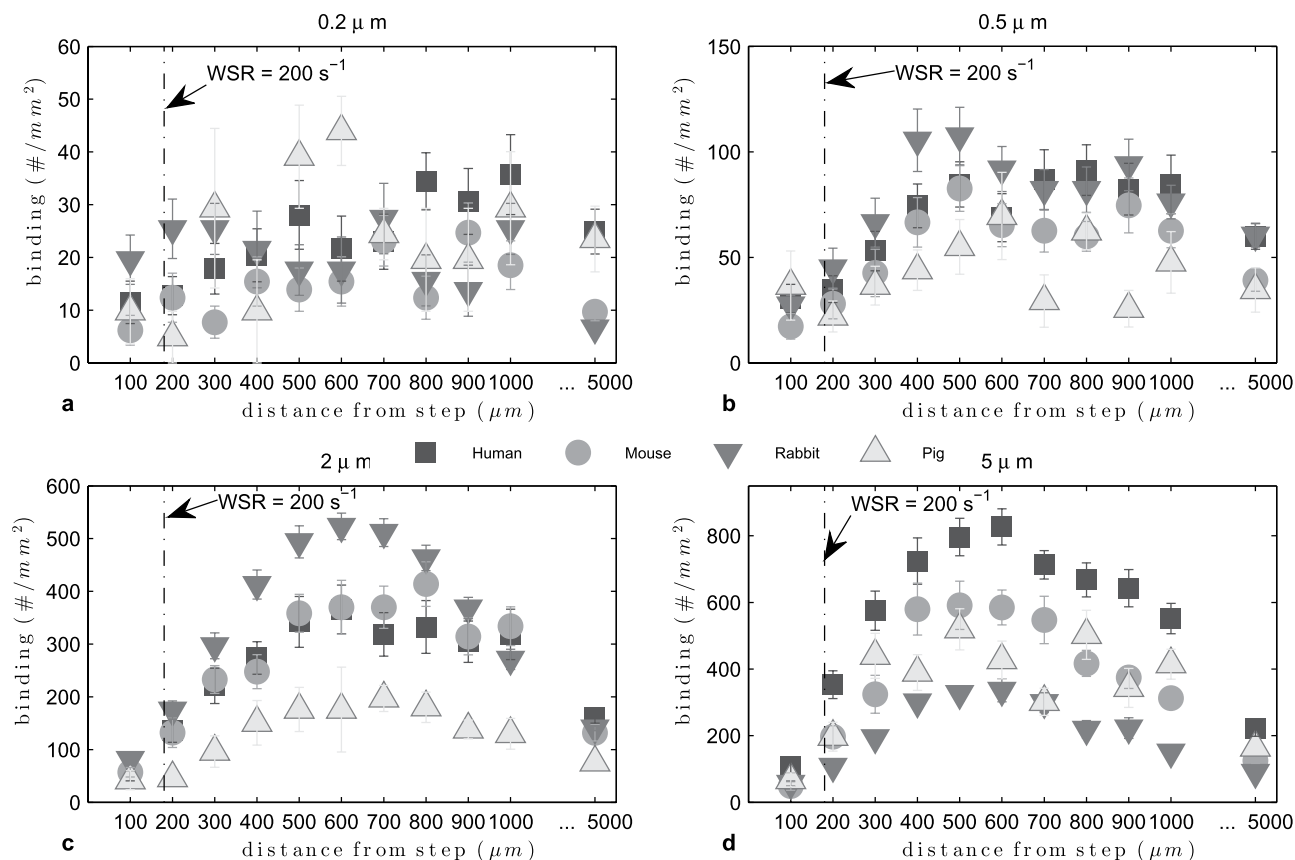 0.2 μ m
60
50
40
30
20
10
0
binding (#/mm²)
WSR = 200 s⁻¹
100 200 300 400 500 600 700 800 900 1000 ... 5000
a
distance from step (μm)
0.5 μ m
150
100
50
0
binding (#/mm²)
WSR = 200 s⁻¹
100 200 300 400 500 600 700 800 900 1000 ... 5000
b
distance from step (μm)
Human Mouse Rabbit Pig
2 μ m
600
500
400
300
200
100
0
binding (#/mm²)
WSR = 200 s⁻¹
100 200 300 400 500 600 700 800 900 1000 ... 5000
c
distance from step (μm)
5 μ m
800
600
400
200
0
binding (#/mm²)
WSR = 200 s⁻¹
100 200 300 400 500 600 700 800 900 1000 ... 5000
d
distance from step (μm)